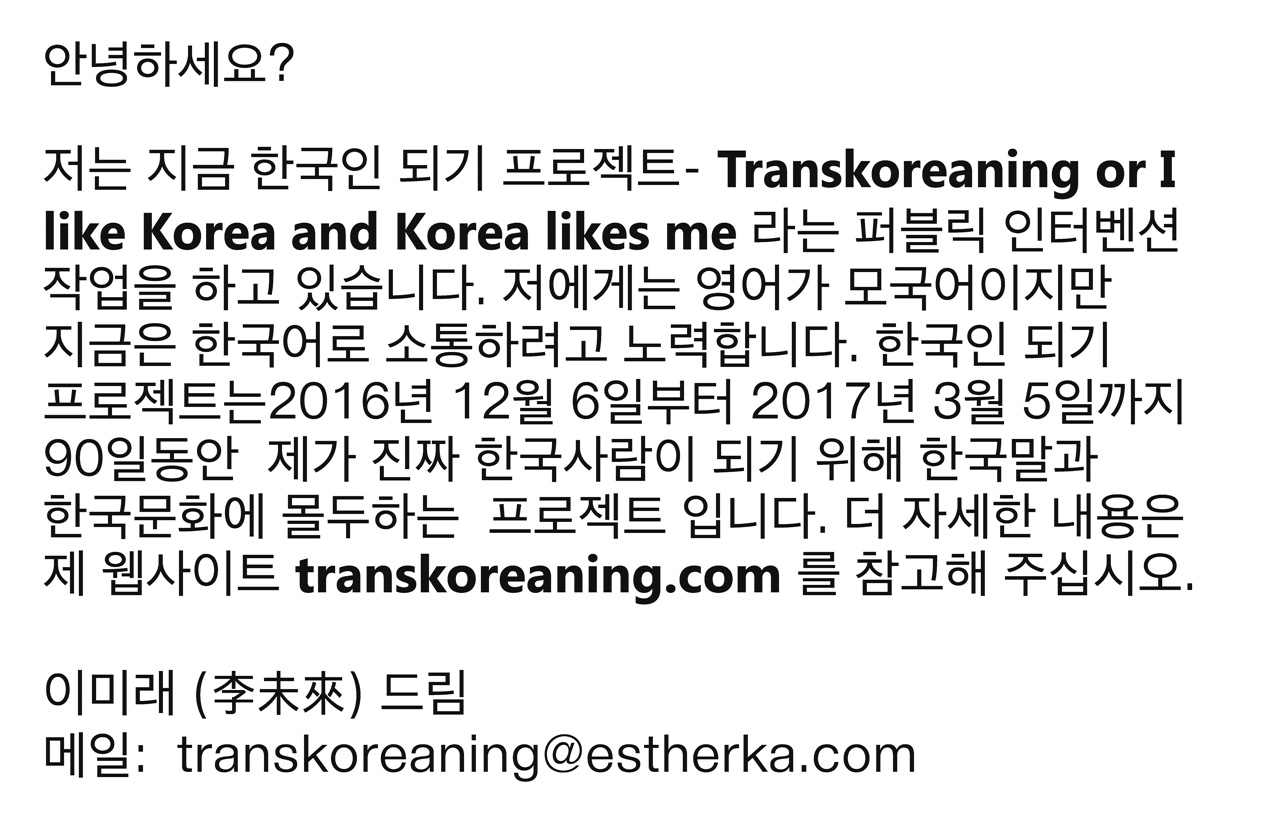 안녕하세요?
저는 지금 한국인 되기 프로젝트- Transkoreaning or I
like Korea and Korea likes me 라는 퍼블릭 인터벤션
작업을 하고 있습니다. 저에게는 영어가 모국어이지만
지금은 한국어로 소통하려고 노력합니다. 한국인 되기
프로젝트는2016년 12월 6일부터 2017년 3월 5일까지
90일동안 제가 진짜 한국사람이 되기 위해 한국말과
한국문화에 몰두하는 프로젝트 입니다. 더 자세한 내용은
제 웹사이트 transkoreaning.com 를 참고해 주십시오.
이미래 (李未來) 드림
메일: transkoreaning@estherka.com